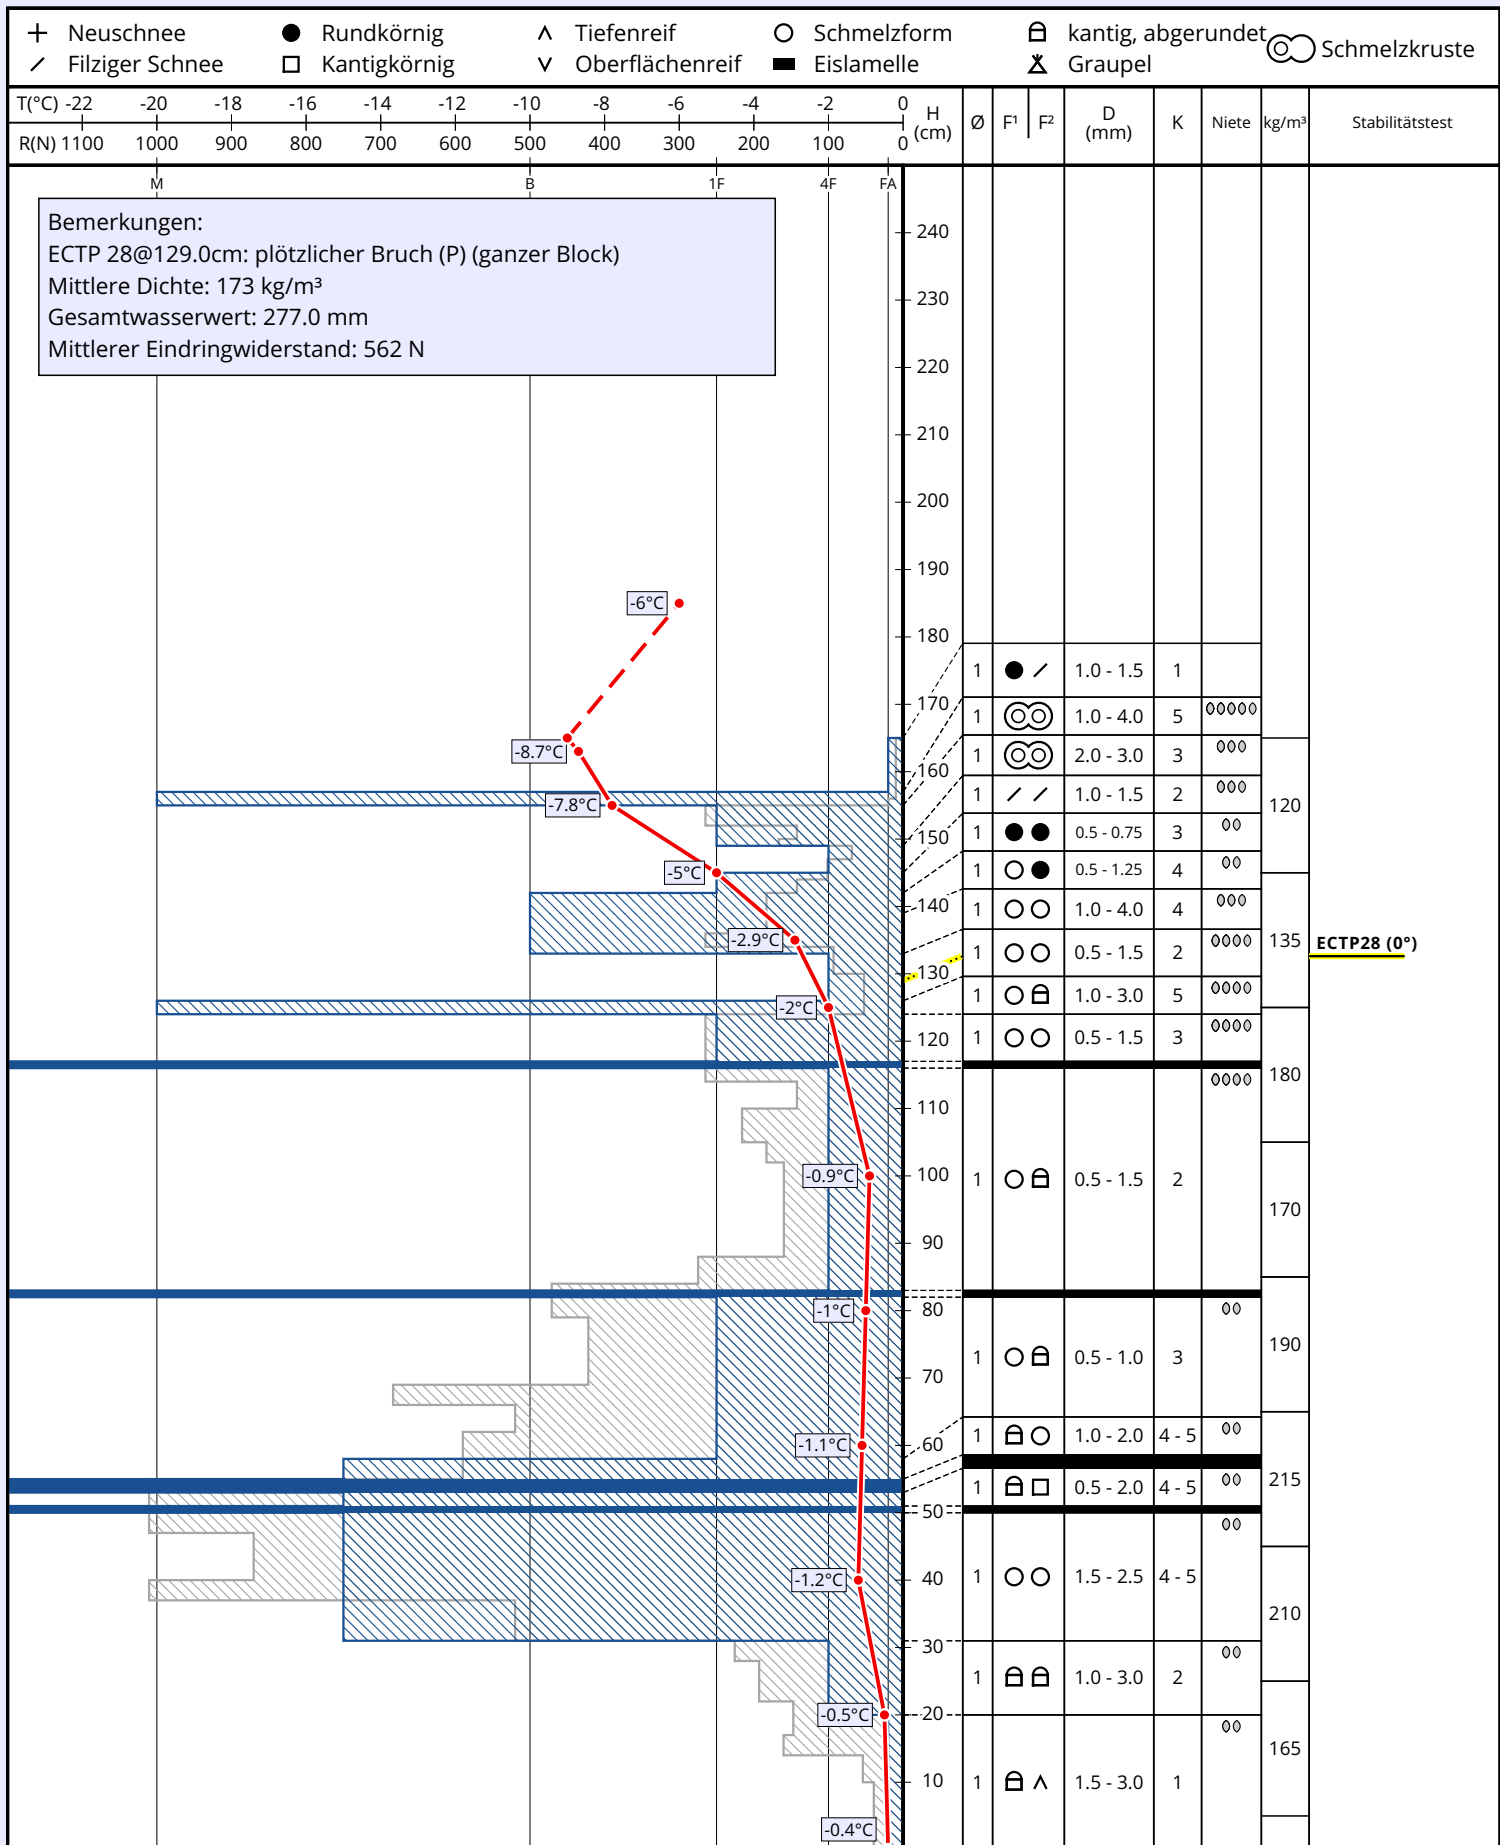 Neuschnee Rundkörnig Tiefenreif Schmelzform kantig, abgerundet Schmelzkruste
Filziger Schnee Kantigkörnig Oberflächenreif Eislamelle Graupel
T(°C) -22 -20 -18 -16 -14 -12 -10 -8 -6 -4 -2 0
R(N) 1100 1000 900 800 700 600 500 400 300 200 100 0
H (cm) Ø F¹ F² D (mm) K Niete kg/m³ Stabilitätstest
M B 1F 4F FA
Bemerkungen:
ECTP 28@129.0cm: plötzlicher Bruch (P) (ganzer Block)
Mittlere Dichte: 173 kg/m³
Gesamtwasserwert: 277.0 mm
Mittlerer Eindringwiderstand: 562 N
240
230
220
210
200
190
-6°C
180
1 1.0 - 1.5 1
170
1 1.0 - 4.0 5
-8.7°C
1 2.0 - 3.0 3
160
1 1.0 - 1.5 2
-7.8°C 120
150
1 0.5 - 0.75 3
-5°C
1 0.5 - 1.25 4
140
1 1.0 - 4.0 4
-2.9°C 135
ECTP28 (0°)
1 0.5 - 1.5 2
130
1 1.0 - 3.0 5
-2°C
120
1 0.5 - 1.5 3
180
110
-0.9°C 100
1 0.5 - 1.5 2
170
90
-1°C 80
190
1 0.5 - 1.0 3
70
1 1.0 - 2.0 4 - 5
-1.1°C 60
215
1 0.5 - 2.0 4 - 5
50
1 1.5 - 2.5 4 - 5
-1.2°C 40
210
30
1 1.0 - 3.0 2
-0.5°C 20
165
10
1 1.5 - 3.0 1
-0.4°C